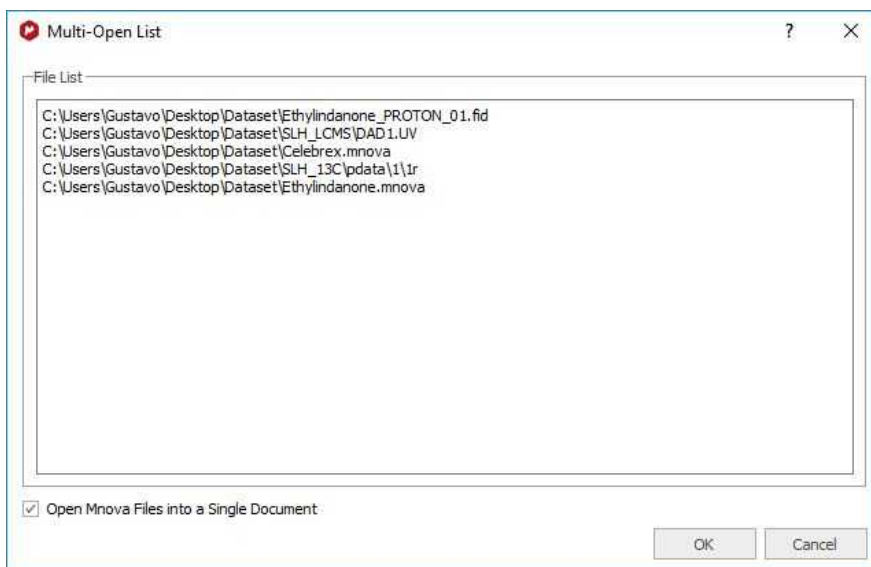 Multi-Open List
?
File List
C:\Users\Gustavo\Desktop\Dataset\Ethylindanone_PROTON_01.fid
C:\Users\Gustavo\Desktop\Dataset\SLH_LCMS\DAD1.UV
C:\Users\Gustavo\Desktop\Dataset\Celebrex.mnova
C:\Users\Gustavo\Desktop\Dataset\SLH_13C\pdata\1\1r
C:\Users\Gustavo\Desktop\Dataset\Ethylindanone.mnova
Open Mnova Files into a Single Document
OK Cancel